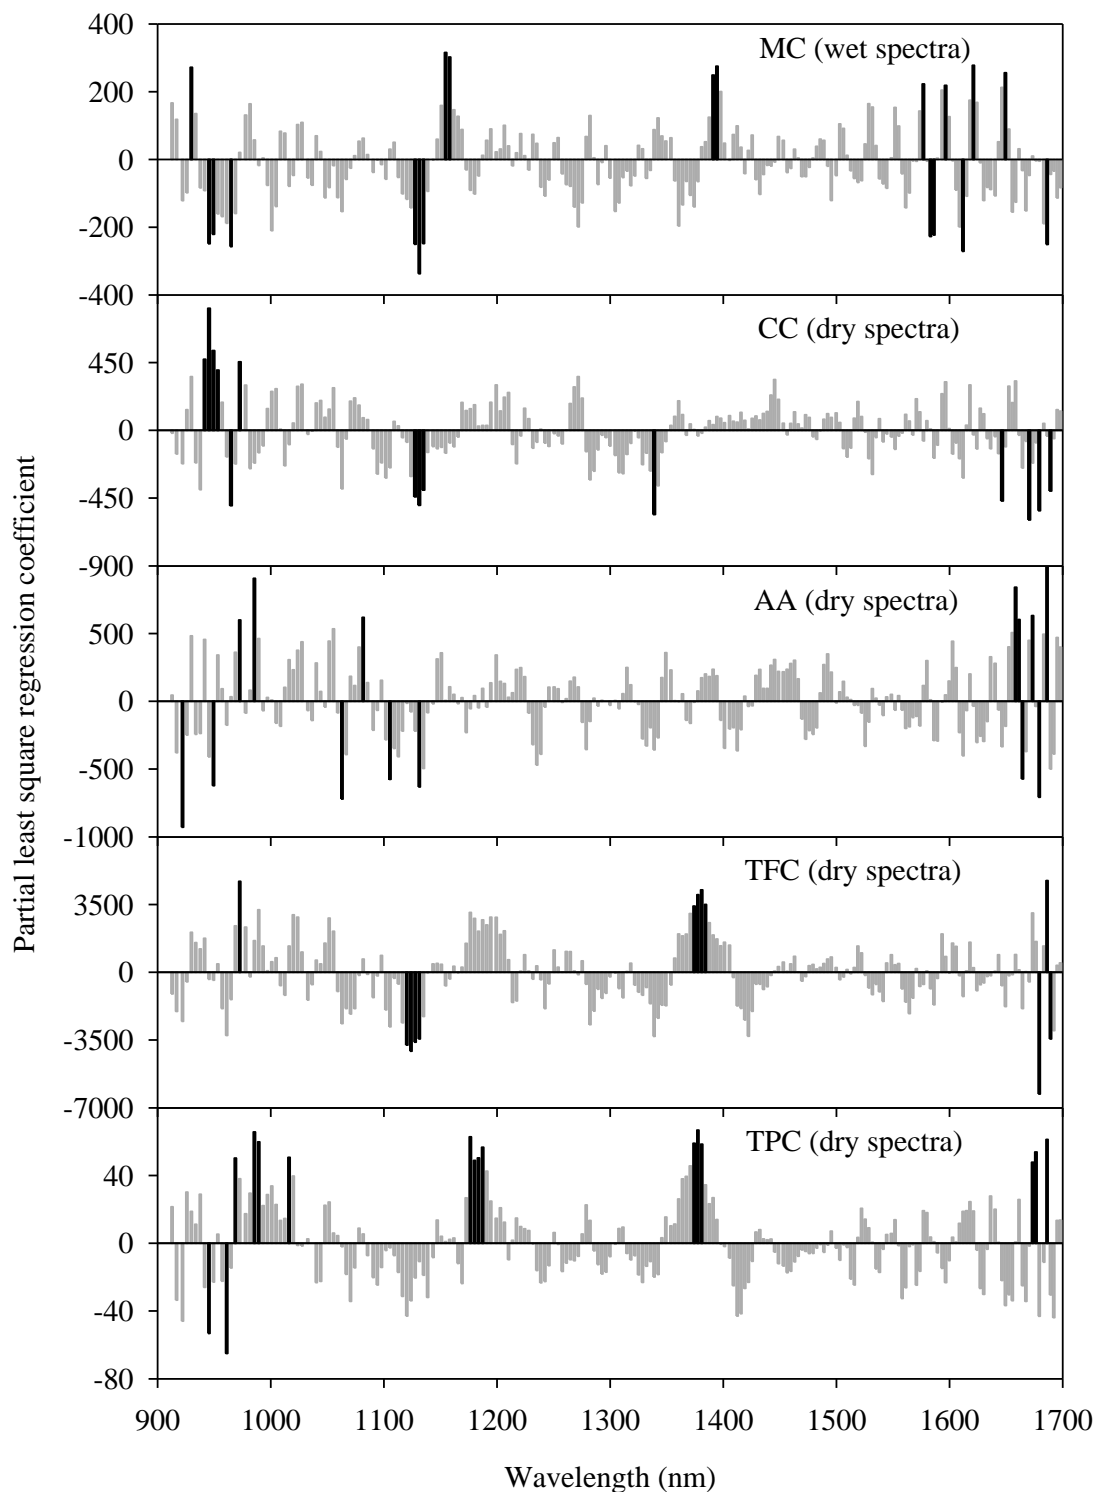 400
MC (wet spectra)
200
0
-200
-400
CC (dry spectra)
450
0
-450
-900
AA (dry spectra)
500
0
-500
-1000
TFC (dry spectra)
3500
0
-3500
-7000
TPC (dry spectra)
40
0
-40
-80
900 1000 1100 1200 1300 1400 1500 1600 1700
Wavelength (nm)
Partial least square regression coefficient